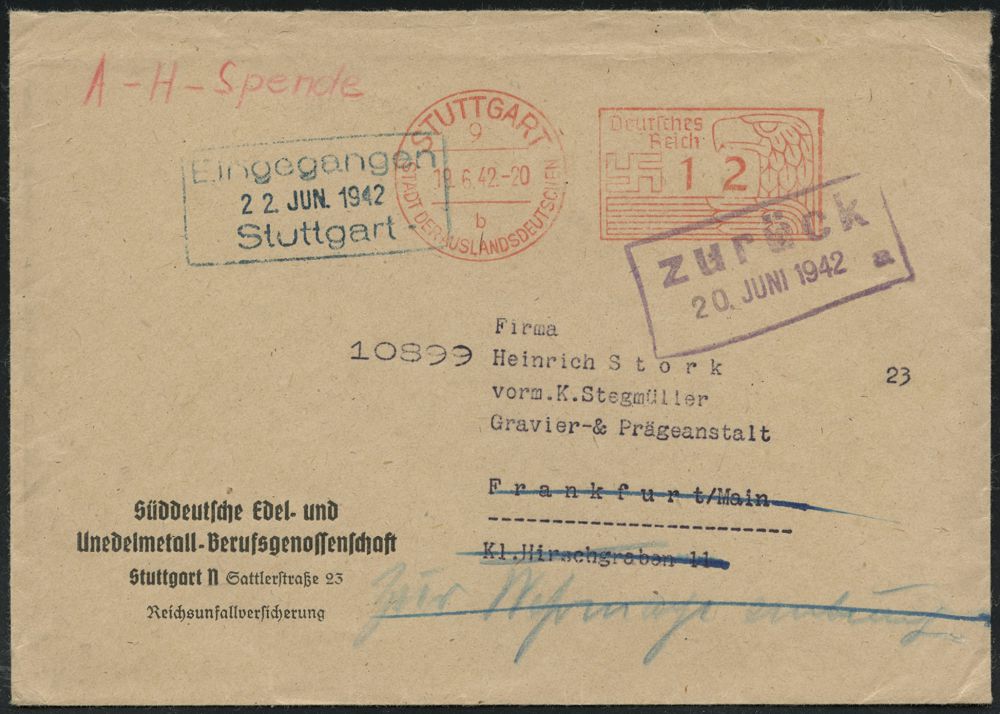 A - H - Spende
Eingegangen
22. JUN. 1942
Stuttgart
STUTTGART
9
19.6.42.-20
b
STADT DER AUSLANDSDEUTSCHEN
Deutsches
Reich
12
zurück
20. JUNI 1942
a
Firma
10899 Heinrich Stork
23
vorm.K.Stegmüller
Gravier-& Prägeanstalt
Frankfurt/Main
Kl.Hirschgraben 11
Süddeutsche Edel- und
Unedelmetall-Berufsgenossenschaft
Stuttgart N Sattlerstraße 23
Reichsunfallversicherung
Zur